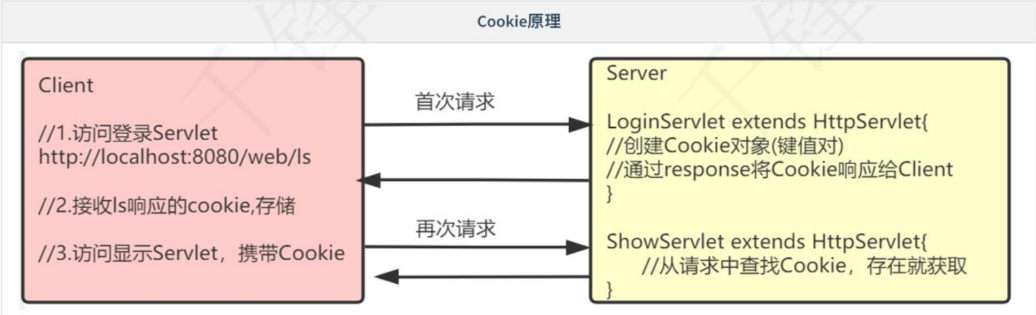 Cookie原理
Client
//1.访问登录Servlet
http://localhost:8080/web/ls
//2.接收ls响应的cookie,存储
//3.访问显示Servlet，携带Cookie
首次请求
再次请求
Server
LoginServlet extends HttpServlet{
//创建Cookie对象(键值对)
//通过response将Cookie响应给Client
}
ShowServlet extends HttpServlet{
//从请求中查找Cookie，存在就获取
}